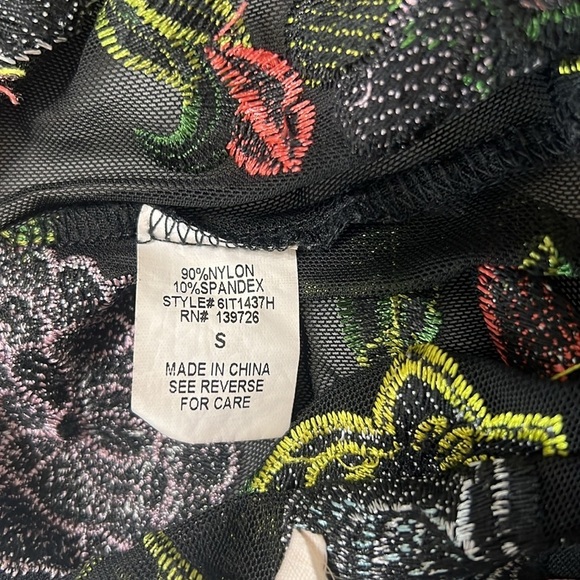 90%NYLON
10%SPANDEX
STYLE# 6IT1437H
RN# 139726
S
MADE IN CHINA
SEE REVERSE
FOR CARE